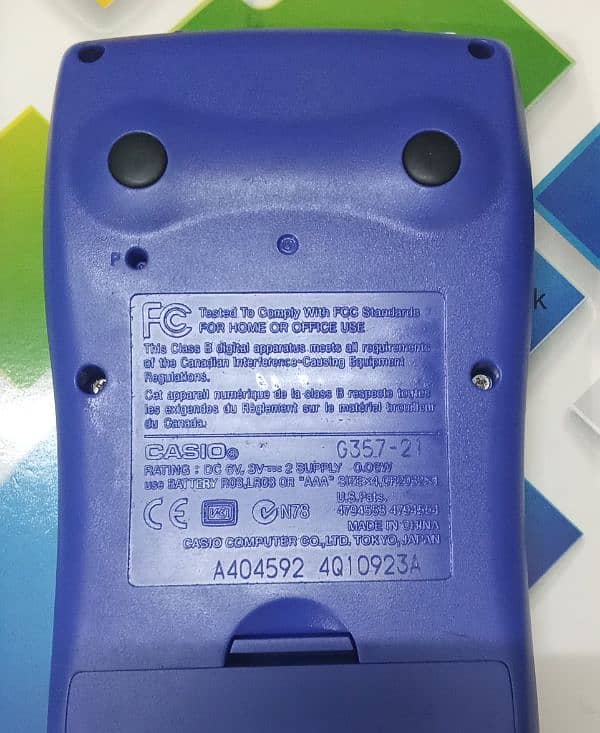 k
P
FC Tested To Comply With FCC Standards
FOR HOME OR OFFICE USE
This Class B digital apparatus meets all requirements
of the Canadian Interference-Causing Equipment
Regulations.
Cet appareil numérique de la class B respecte toutes
les exigendes du Règlement sur le matériel brouilleur
du Canada.
CASIO® G357-21
RATING : DC 6V, 3V 2 SUPPLY 0.06W
use BATTERY R03,LR03 OR "AAA" SIZE×4,CR2032×1
U.S.Pats.
4794553 4794554
CE N78 MADE IN CHINA
CASIO COMPUTER CO.,LTD. TOKYO, JAPAN
A404592 4Q10923A